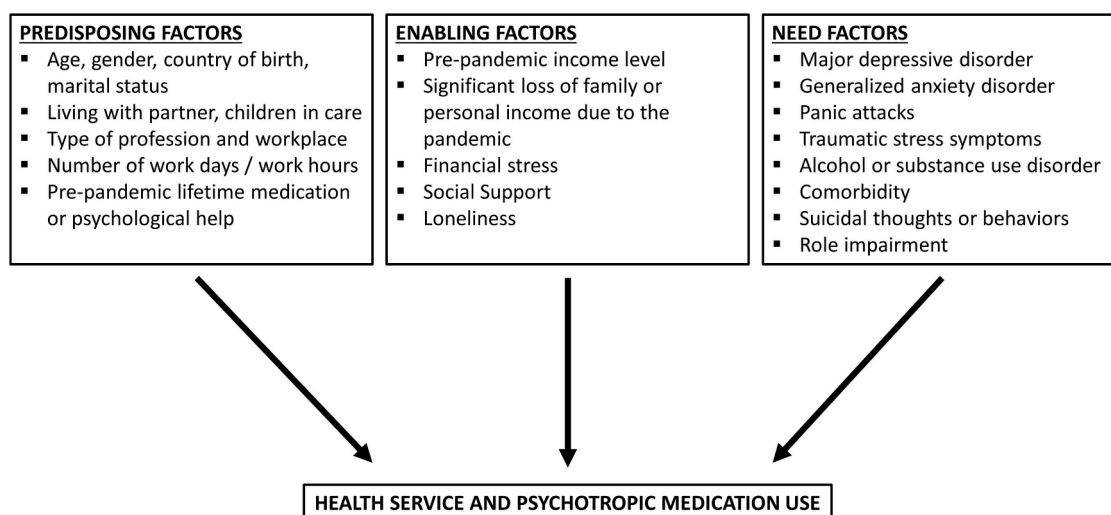 PREDISPOSING FACTORS
▪ Age, gender, country of birth,
marital status
▪ Living with partner, children in care
▪ Type of profession and workplace
▪ Number of work days / work hours
▪ Pre-pandemic lifetime medication
or psychological help
ENABLING FACTORS
▪ Pre-pandemic income level
▪ Significant loss of family or
personal income due to the
pandemic
▪ Financial stress
▪ Social Support
▪ Loneliness
NEED FACTORS
▪ Major depressive disorder
▪ Generalized anxiety disorder
▪ Panic attacks
▪ Traumatic stress symptoms
▪ Alcohol or substance use disorder
▪ Comorbidity
▪ Suicidal thoughts or behaviors
▪ Role impairment
HEALTH SERVICE AND PSYCHOTROPIC MEDICATION USE